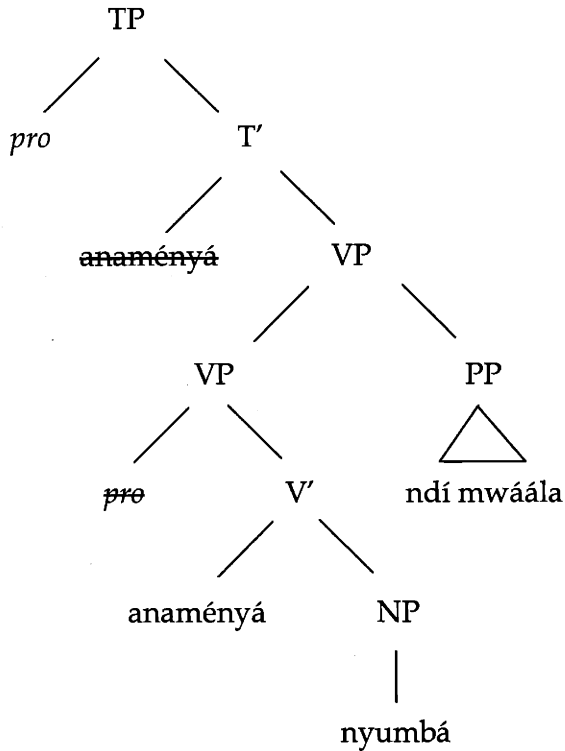 TP
pro T′
anaményá VP
VP PP
pro V′ ndí mwáála
anaményá NP
nyumbá